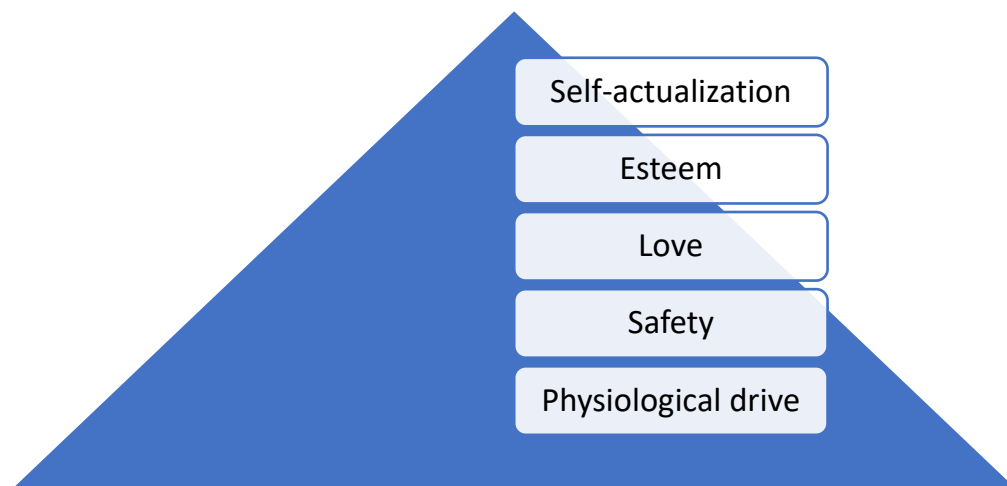 Self-actualization
Esteem
Love
Safety
Physiological drive